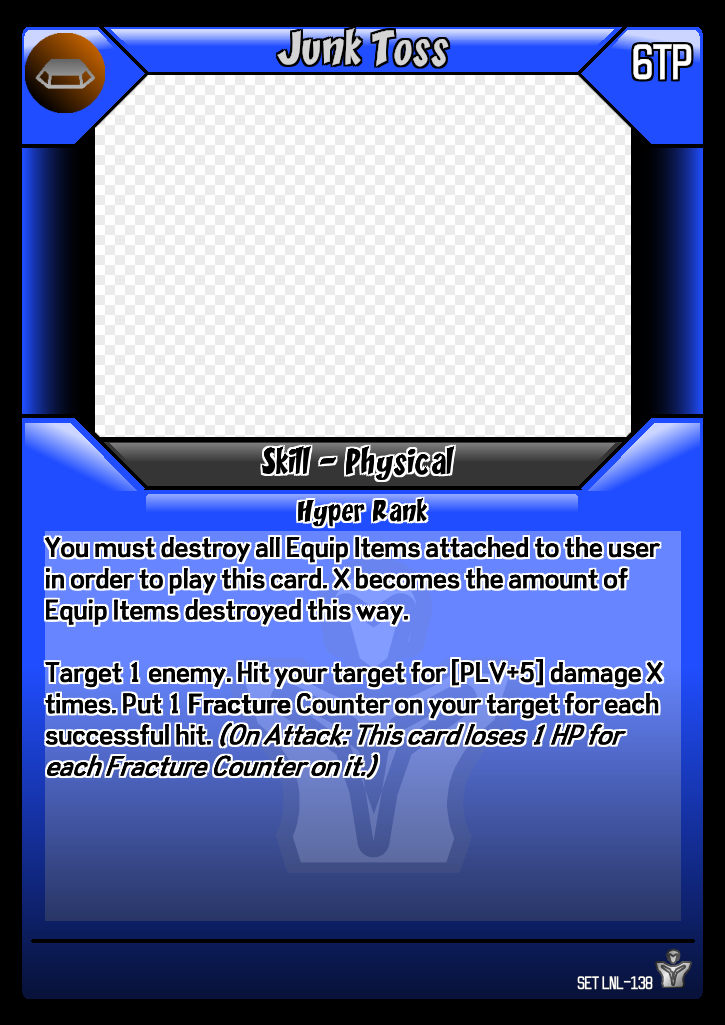 Junk Toss
6TP
Skill - Physical
Hyper Rank
You must destroy all Equip Items attached to the user
in order to play this card. X becomes the amount of
Equip Items destroyed this way.
Target 1 enemy. Hit your target for [PLV+5] damage X
times. Put 1 Fracture Counter on your target for each
successful hit. (On Attack: This card loses 1 HP for
each Fracture Counter on it.)
SET LNL-138